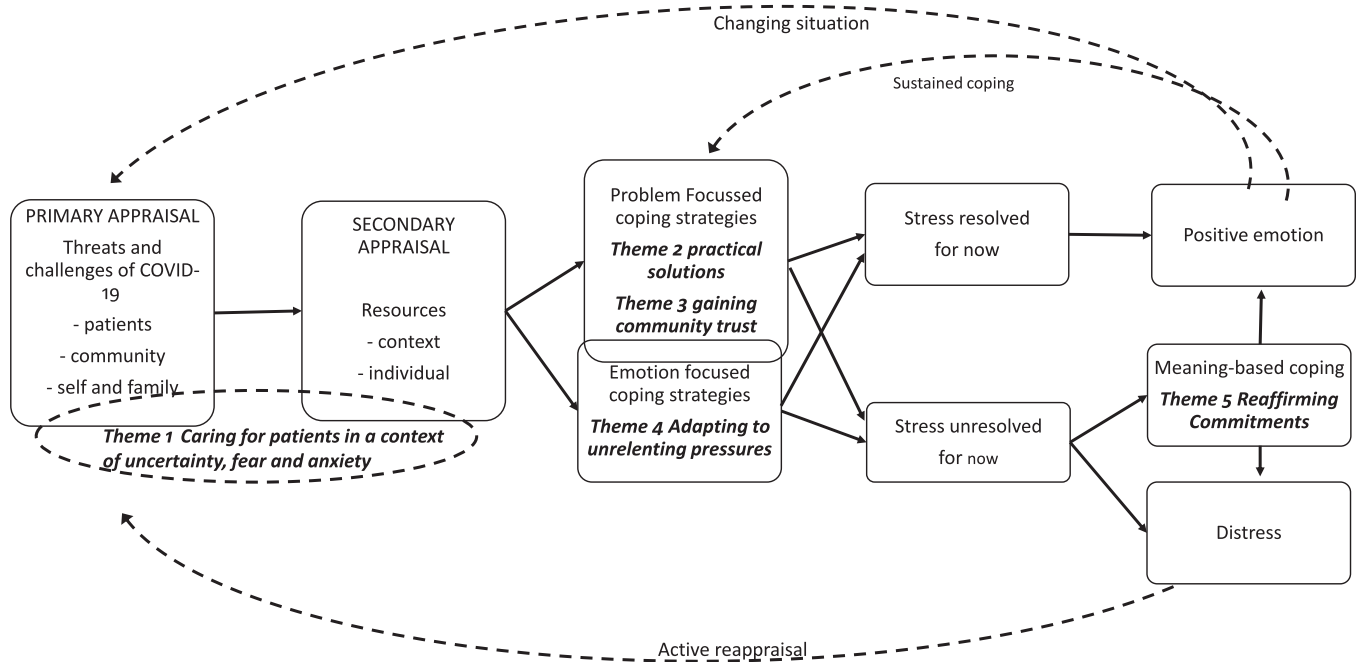 Changing situation
Sustained coping
PRIMARY APPRAISAL
Threats and
challenges of COVID-
19
- patients
- community
- self and family
SECONDARY
APPRAISAL
Resources
- context
- individual
Theme 1 Caring for patients in a context
of uncertainty, fear and anxiety
Problem Focussed
coping strategies
Theme 2 practical
solutions
Theme 3 gaining
community trust
Emotion focused
coping strategies
Theme 4 Adapting to
unrelenting pressures
Stress resolved
for now
Stress unresolved
for now
Positive emotion
Meaning-based coping
Theme 5 Reaffirming
Commitments
Distress
Active reappraisal